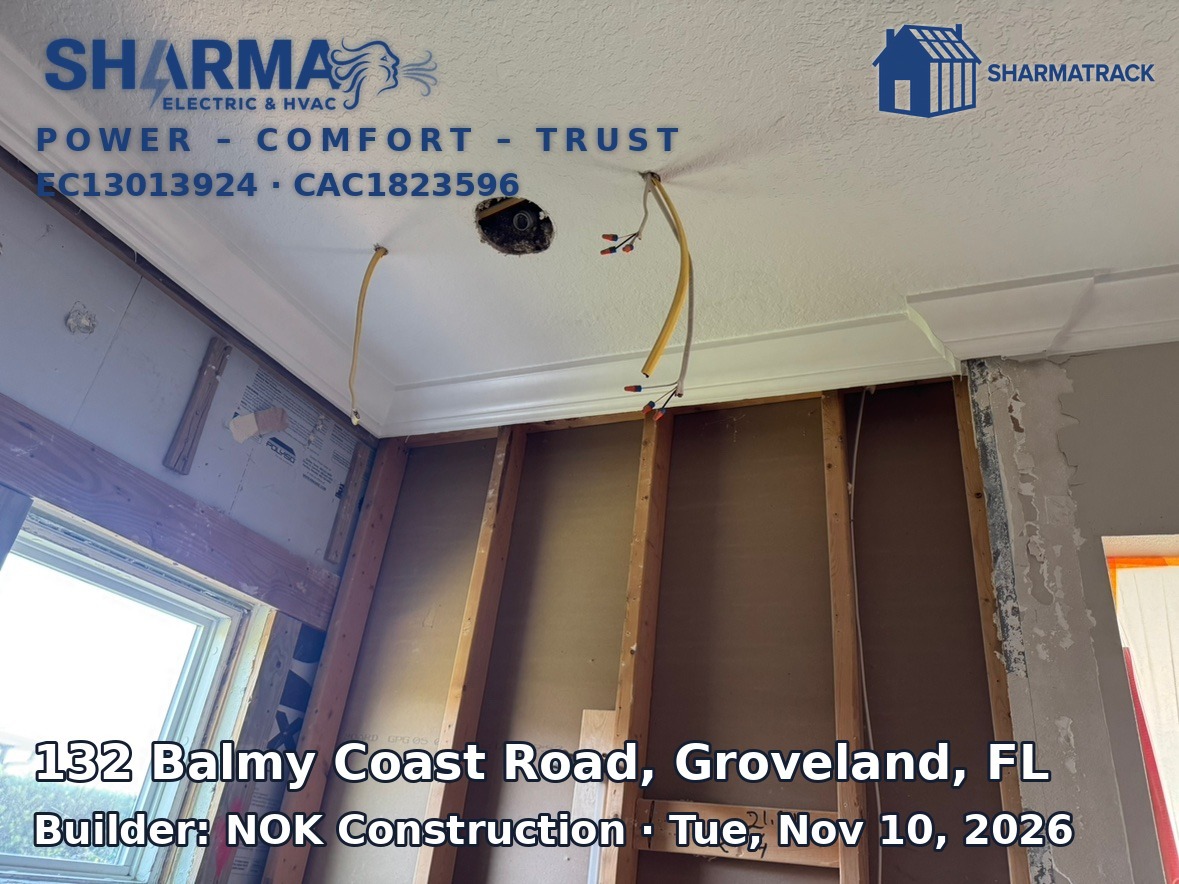 SHARMA
ELECTRIC & HVAC
SHARMATRACK
POWER – COMFORT – TRUST
EC13013924 · CAC1823596
POLYISO
132 Balmy Coast Road, Groveland, FL
Builder: NOK Construction · Tue, Nov 10, 2026